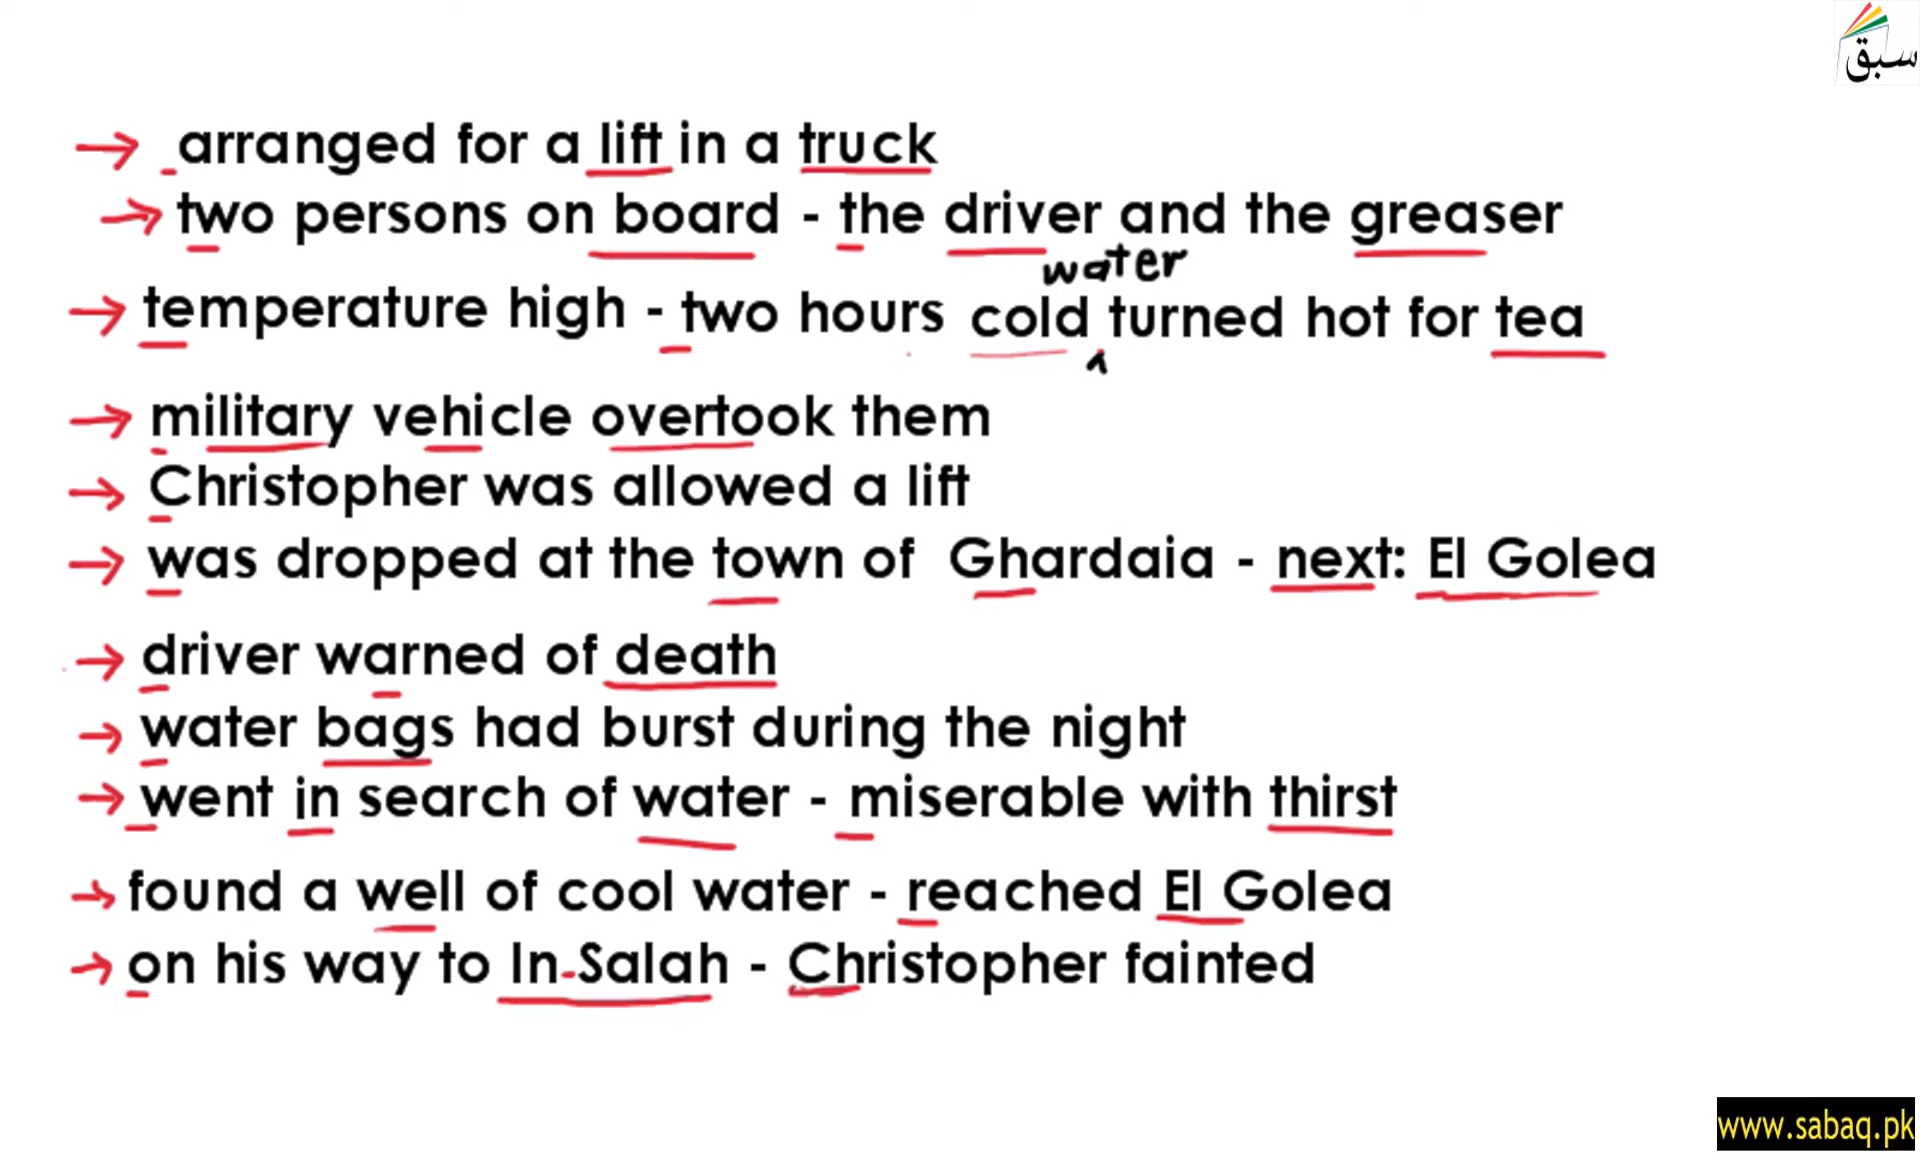 سبق
→ arranged for a lift in a truck
→ two persons on board - the driver and the greaser
water
→ temperature high - two hours cold ^ turned hot for tea
→ military vehicle overtook them
→ Christopher was allowed a lift
→ was dropped at the town of Ghardaia - next: El Golea
→ driver warned of death
→ water bags had burst during the night
→ went in search of water - miserable with thirst
→ found a well of cool water - reached El Golea
→ on his way to In-Salah - Christopher fainted
www.sabaq.pk